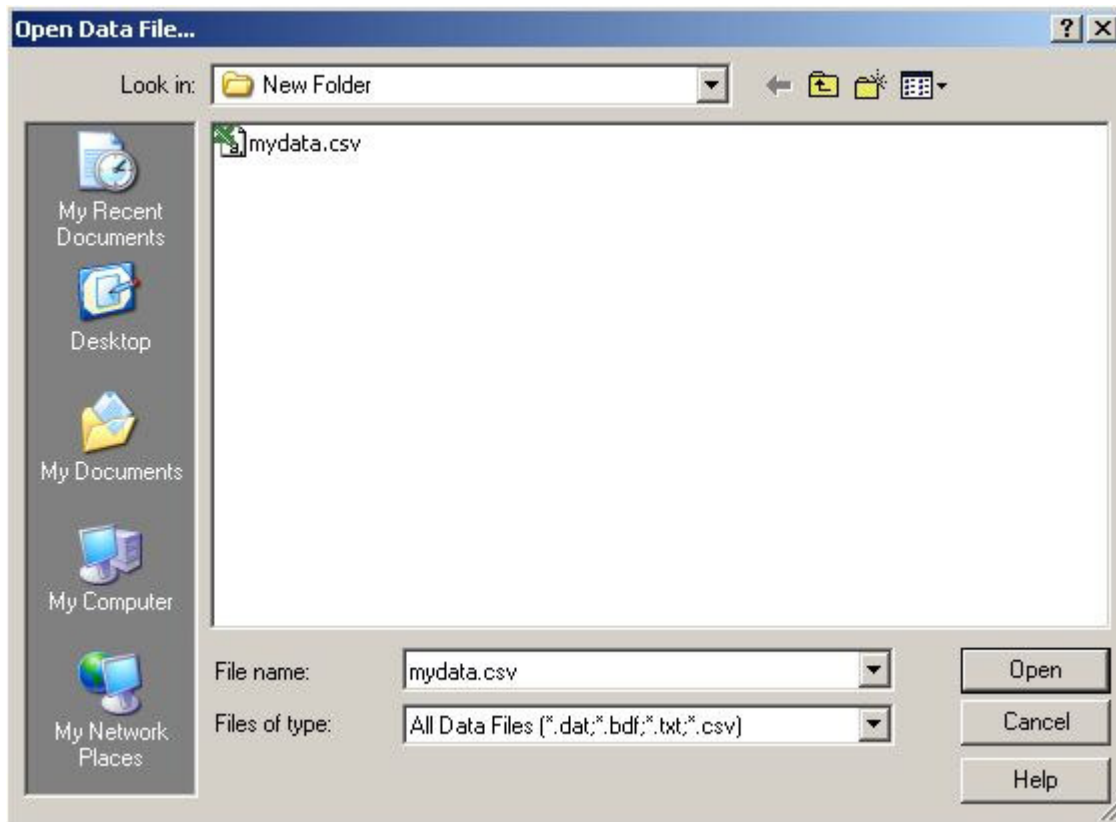 Open Data File...
Look in:
New Folder
mydata.csv
My Recent
Documents
Desktop
My Documents
My Computer
My Network
Places
File name:
mydata.csv
Open
Files of type:
All Data Files (*.dat;*.bdf;*.txt;*.csv)
Cancel
Help